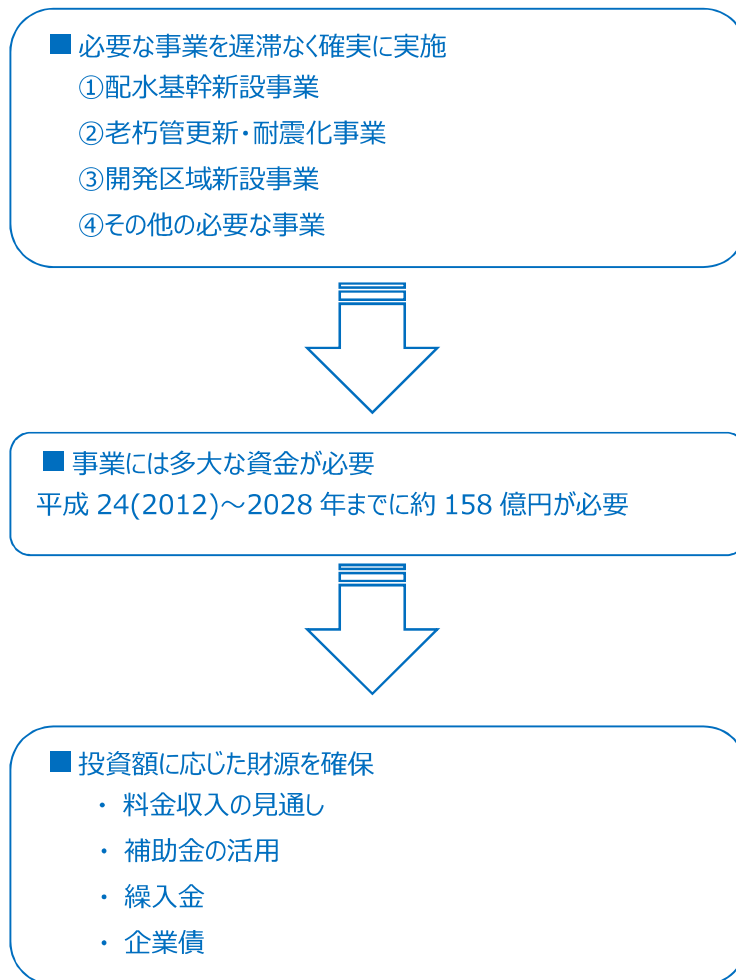 ■ 必要な事業を遅滞なく確実に実施
①配水基幹新設事業
②老朽管更新・耐震化事業
③開発区域新設事業
④その他の必要な事業
■ 事業には多大な資金が必要
平成 24(2012)～2028 年までに約 158 億円が必要
■ 投資額に応じた財源を確保
・ 料金収入の見通し
・ 補助金の活用
・ 繰入金
・ 企業債